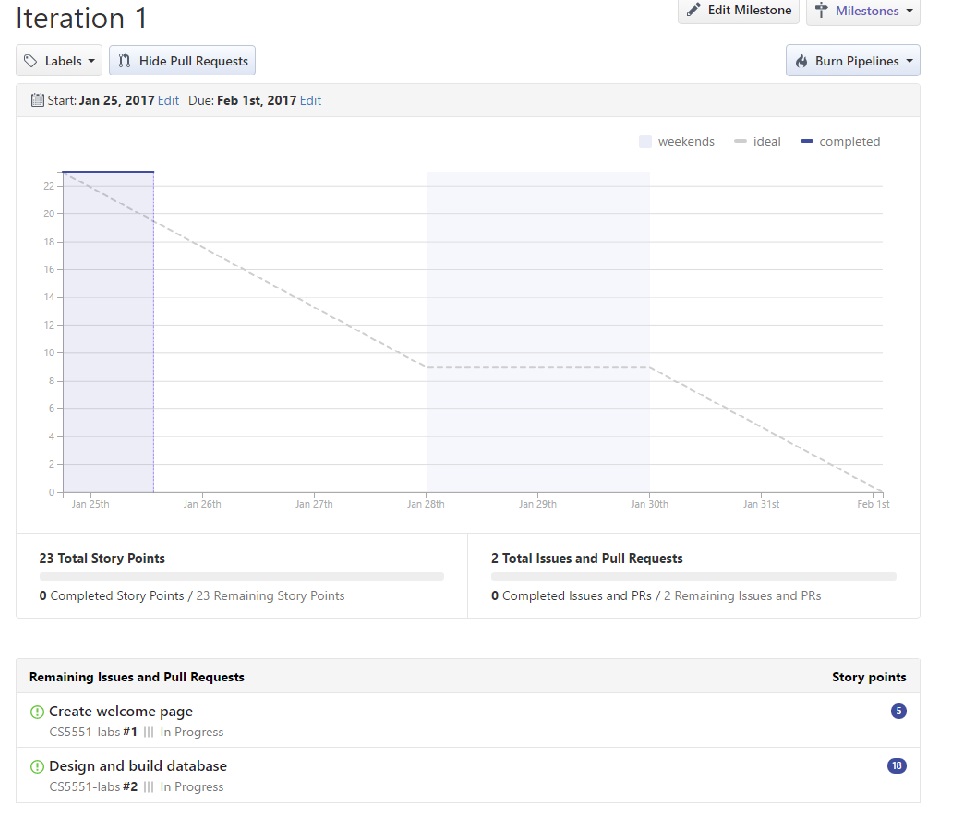 Iteration 1
Edit Milestone
Milestones
Labels
Hide Pull Requests
Burn Pipelines
Start: Jan 25, 2017 Edit Due: Feb 1st, 2017 Edit
weekends ideal completed
22
20
18
16
14
12
10
8
6
4
2
0
Jan 25th Jan 26th Jan 27th Jan 28th Jan 29th Jan 30th Jan 31st Feb 1st
23 Total Story Points
0 Completed Story Points / 23 Remaining Story Points
2 Total Issues and Pull Requests
0 Completed Issues and PRs / 2 Remaining Issues and PRs
Remaining Issues and Pull Requests Story points
Create welcome page 5
CS5551-labs #1 In Progress
Design and build database 18
CS5551-labs #2 In Progress